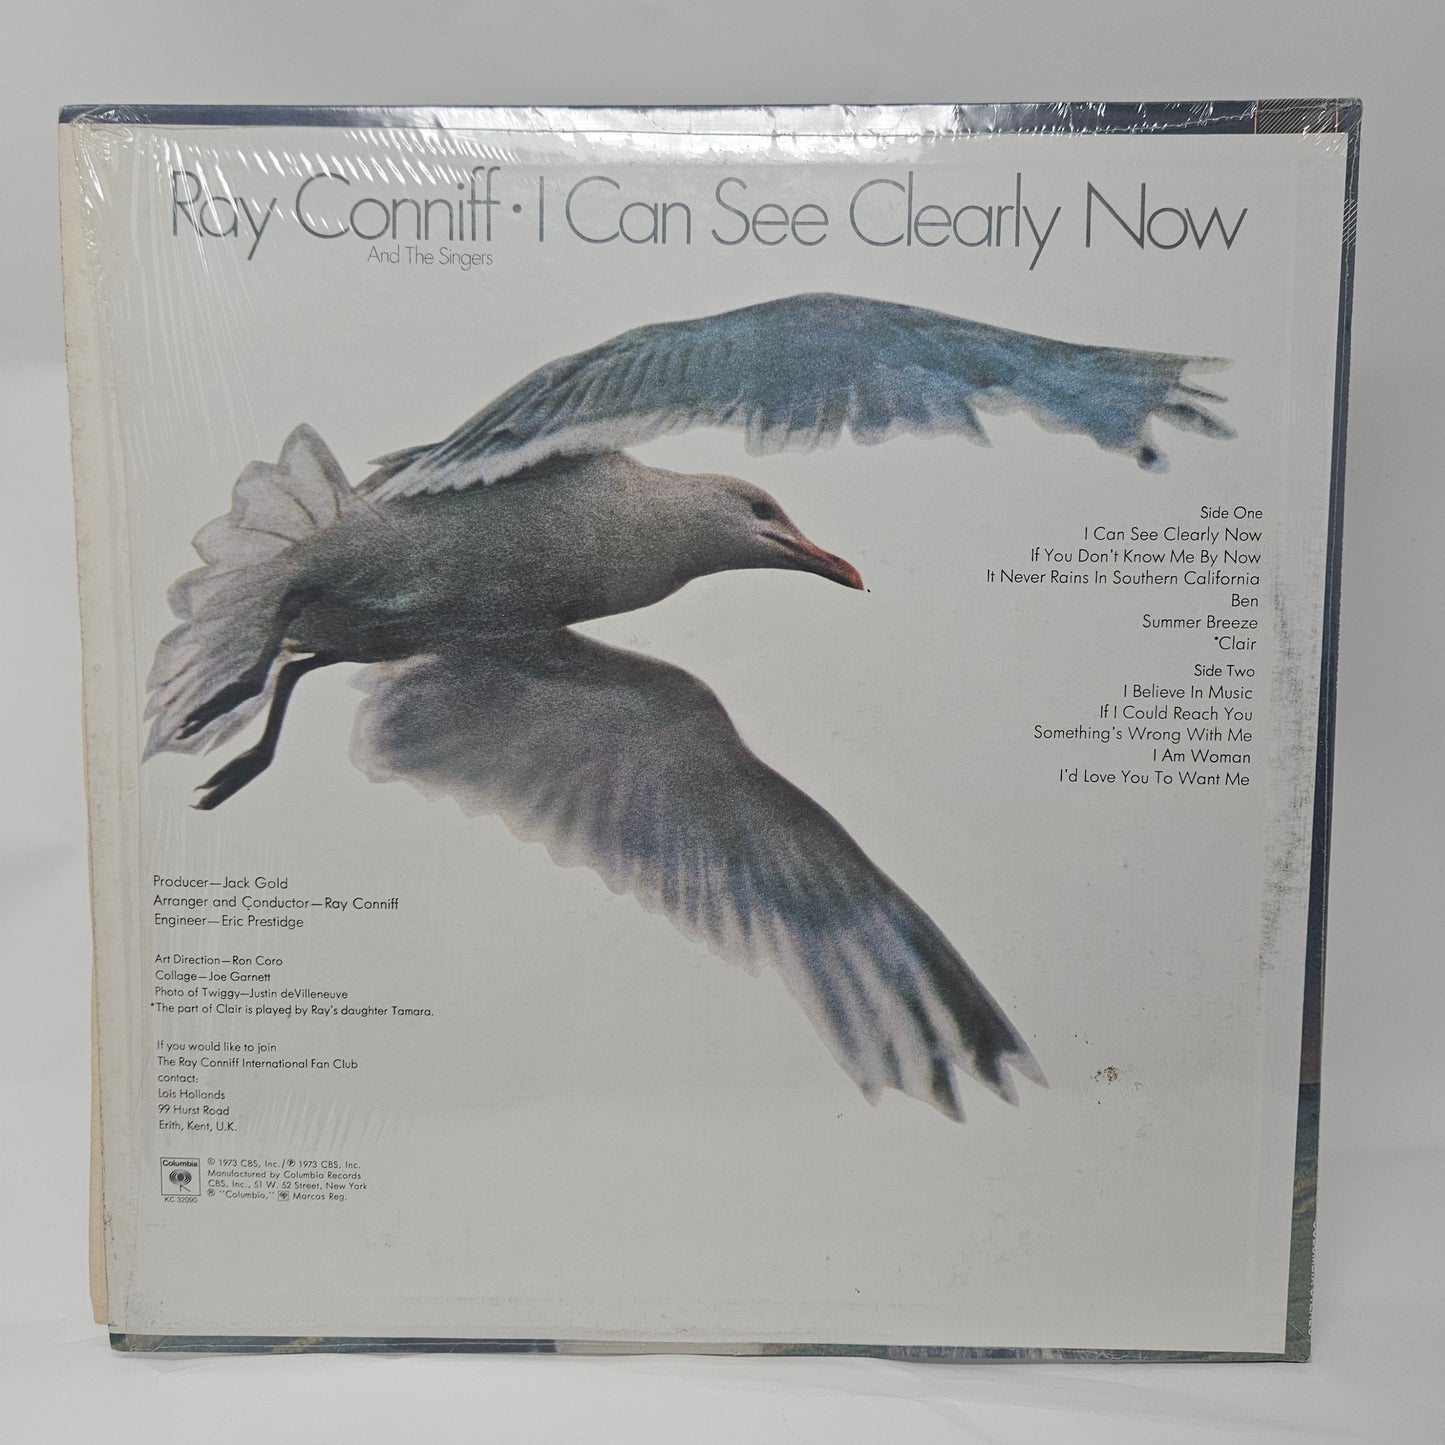 Ray Conniff • I Can See Clearly Now
And The Singers
Side One
I Can See Clearly Now
If You Don't Know Me By Now
It Never Rains In Southern California
Ben
Summer Breeze
*Clair
Side Two
I Believe In Music
If I Could Reach You
Something's Wrong With Me
I Am Woman
I'd Love You To Want Me
Producer—Jack Gold
Arranger and Conductor—Ray Conniff
Engineer—Eric Prestidge
Art Direction—Ron Coro
Collage—Joe Garnett
Photo of Twiggy—Justin deVilleneuve
*The part of Clair is played by Ray's daughter Tamara.
If you would like to join
The Ray Conniff International Fan Club
contact:
Lois Hollands
99 Hurst Road
Erith, Kent, U.K.
Columbia
KC 32090
© 1973 CBS, Inc./℗ 1973 CBS, Inc.
Manufactured by Columbia Records
CBS, Inc., 51 W. 52 Street, New York
® "Columbia," Marcas Reg.